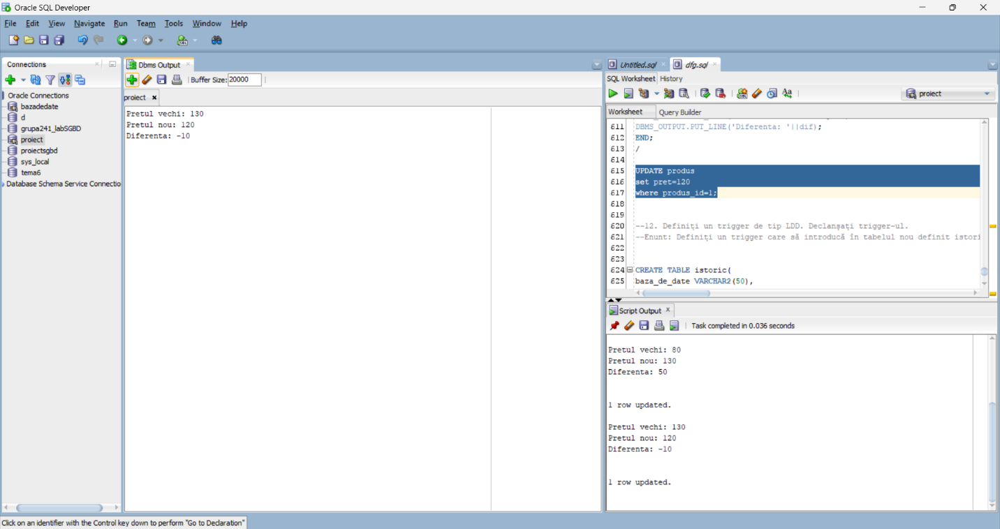 Oracle SQL Developer
File Edit View Navigate Run Team Tools Window Help
Connections
Oracle Connections
bazadedate
d
grupa241_labSGBD
proiect
proiectsgbd
sys_local
tema6
Database Schema Service Connectio
Dbms Output
Buffer Size: 20000
proiect
Pretul vechi: 130
Pretul nou: 120
Diferenta: -10
Untitled.sql dfg.sql
SQL Worksheet History
proiect
Worksheet Query Builder
611 DBMS_OUTPUT.PUT_LINE('Diferenta: '||dif);
612 END;
613 /
614
615 UPDATE produs
616 set pret=120
617 where produs_id=1;
618
619
620 --12. Definiți un trigger de tip LDD. Declanșați trigger-ul.
621 --Enunt: Definiți un trigger care să introducă în tabelul nou definit istori
622
623
624 CREATE TABLE istoric(
625 baza_de_date VARCHAR2(50),
Script Output
Task completed in 0.036 seconds
Pretul vechi: 80
Pretul nou: 130
Diferenta: 50
1 row updated.
Pretul vechi: 130
Pretul nou: 120
Diferenta: -10
1 row updated.
Click on an identifier with the Control key down to perform "Go to Declaration"